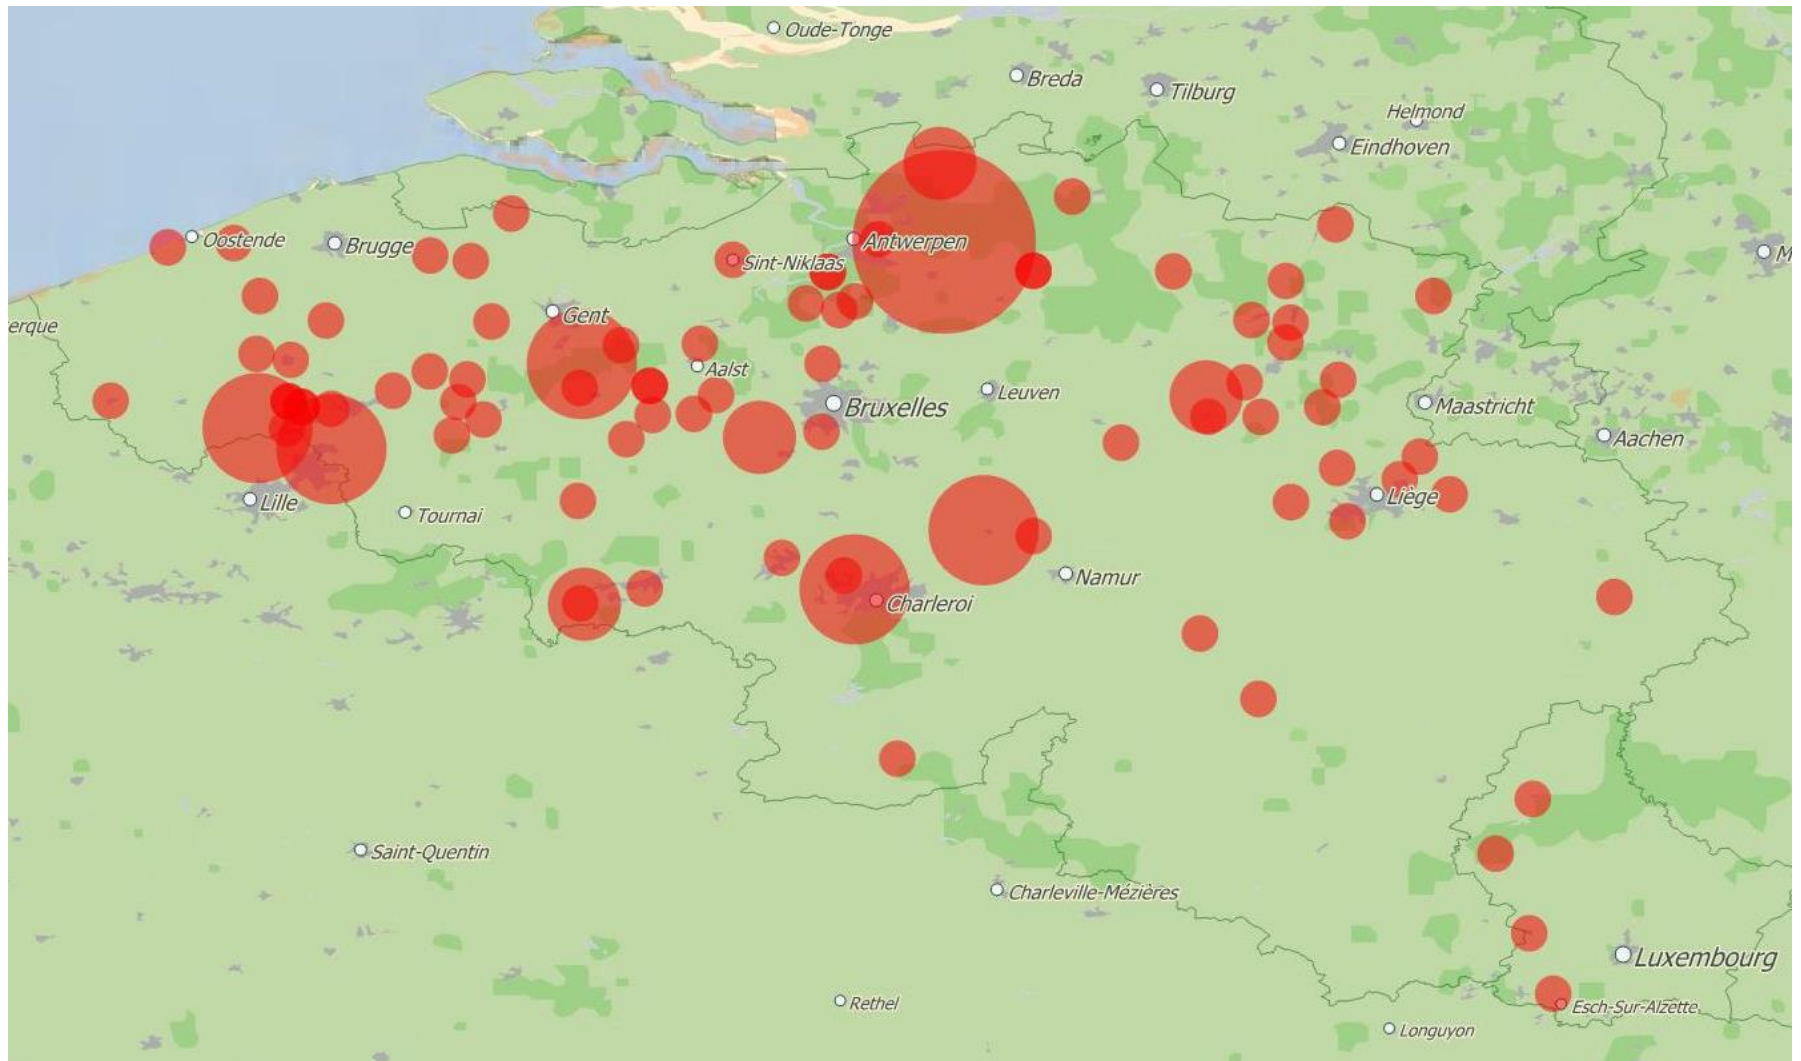 Oude-Tonge
Breda
Tilburg
Helmond
Eindhoven
Oostende
Brugge
Antwerpen
Sint-Niklaas
M
Gent
erque
Aalst
Leuven
Bruxelles
Maastricht
Aachen
Lille
Tournai
Liège
Namur
Charleroi
Saint-Quentin
Charleville-Mézières
Luxembourg
Rethel
Esch-Sur-Alzette
Longuyon